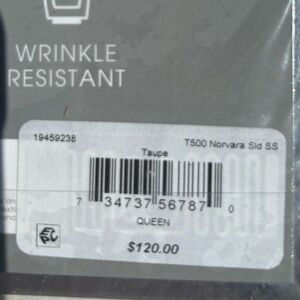 WRINKLE
RESISTANT
19459238
T500 Norvara Sld SS
Taupe
7 34737 56787 0
QUEEN
$120.00